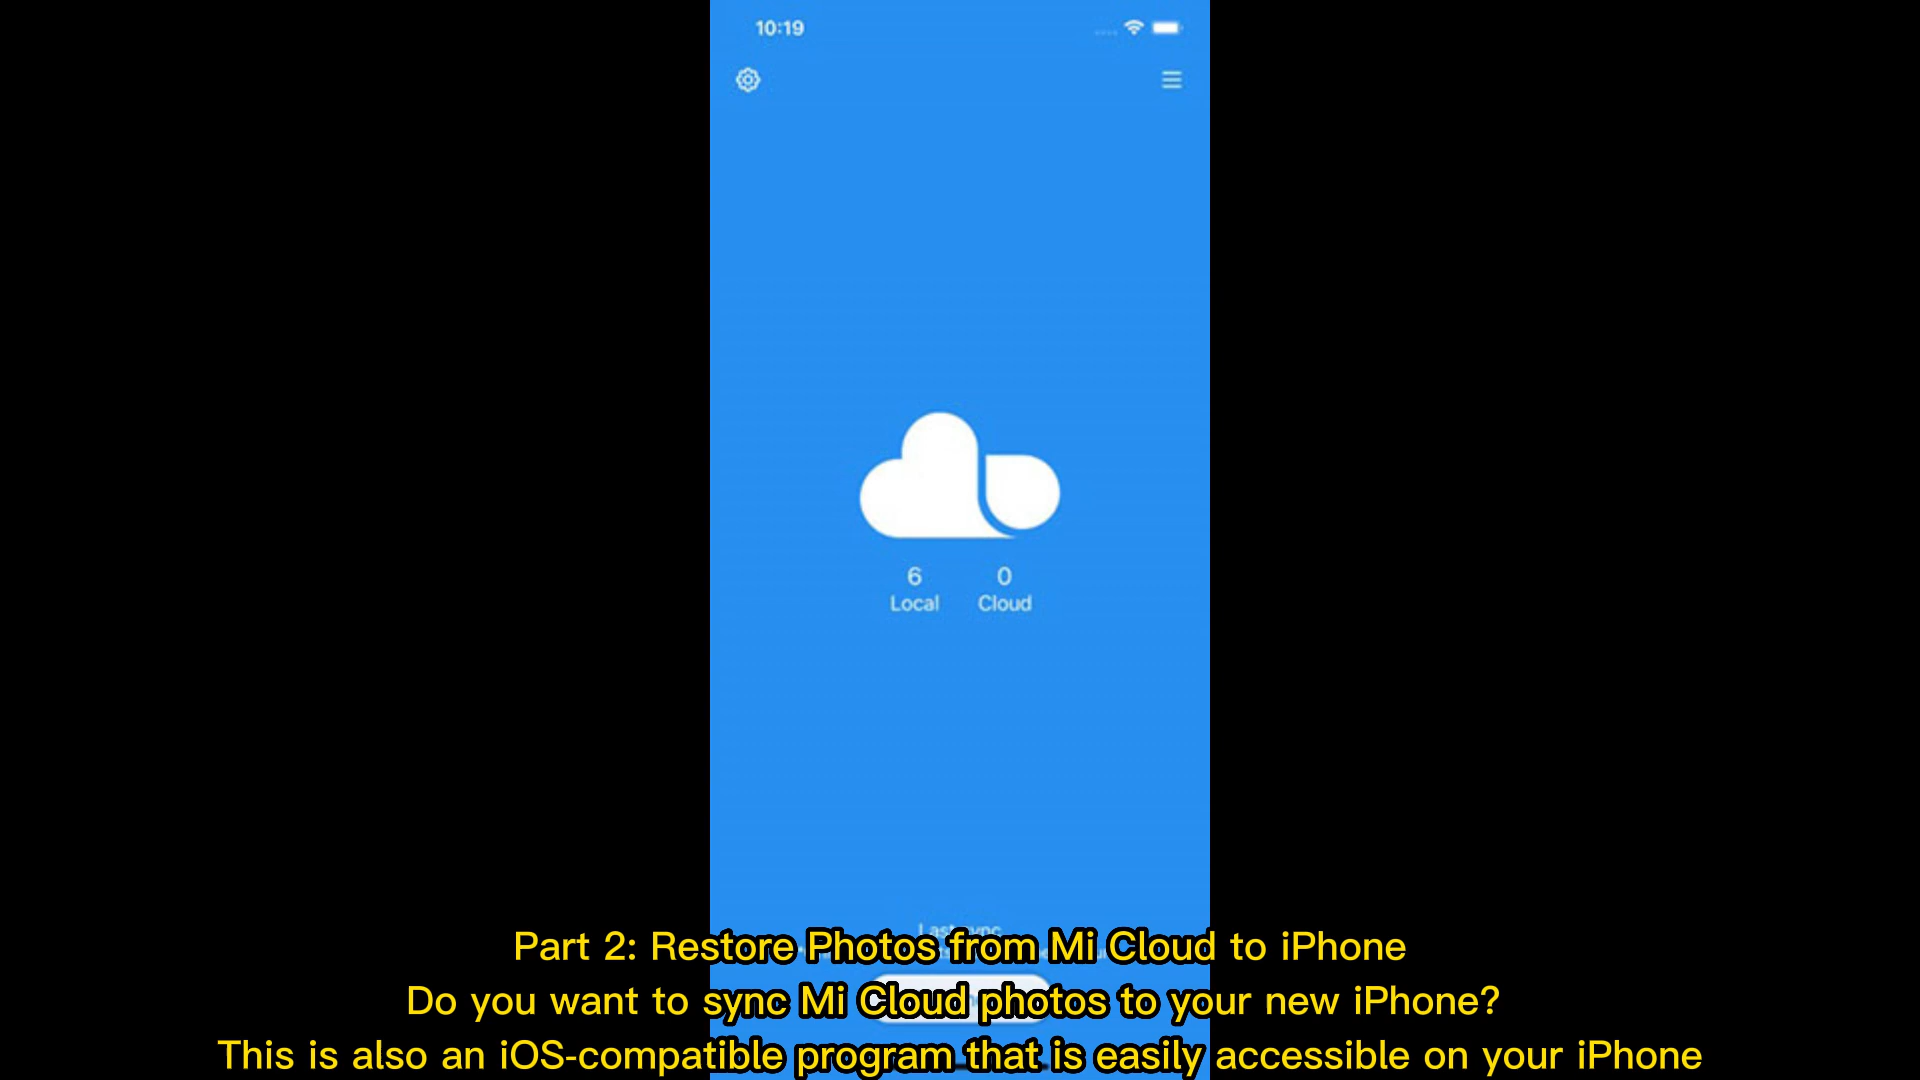 10:19
6 0
Local Cloud
Last sync
Part 2: Restore Photos from Mi Cloud to iPhone
Do you want to sync Mi Cloud photos to your new iPhone?
This is also an iOS-compatible program that is easily accessible on your iPhone